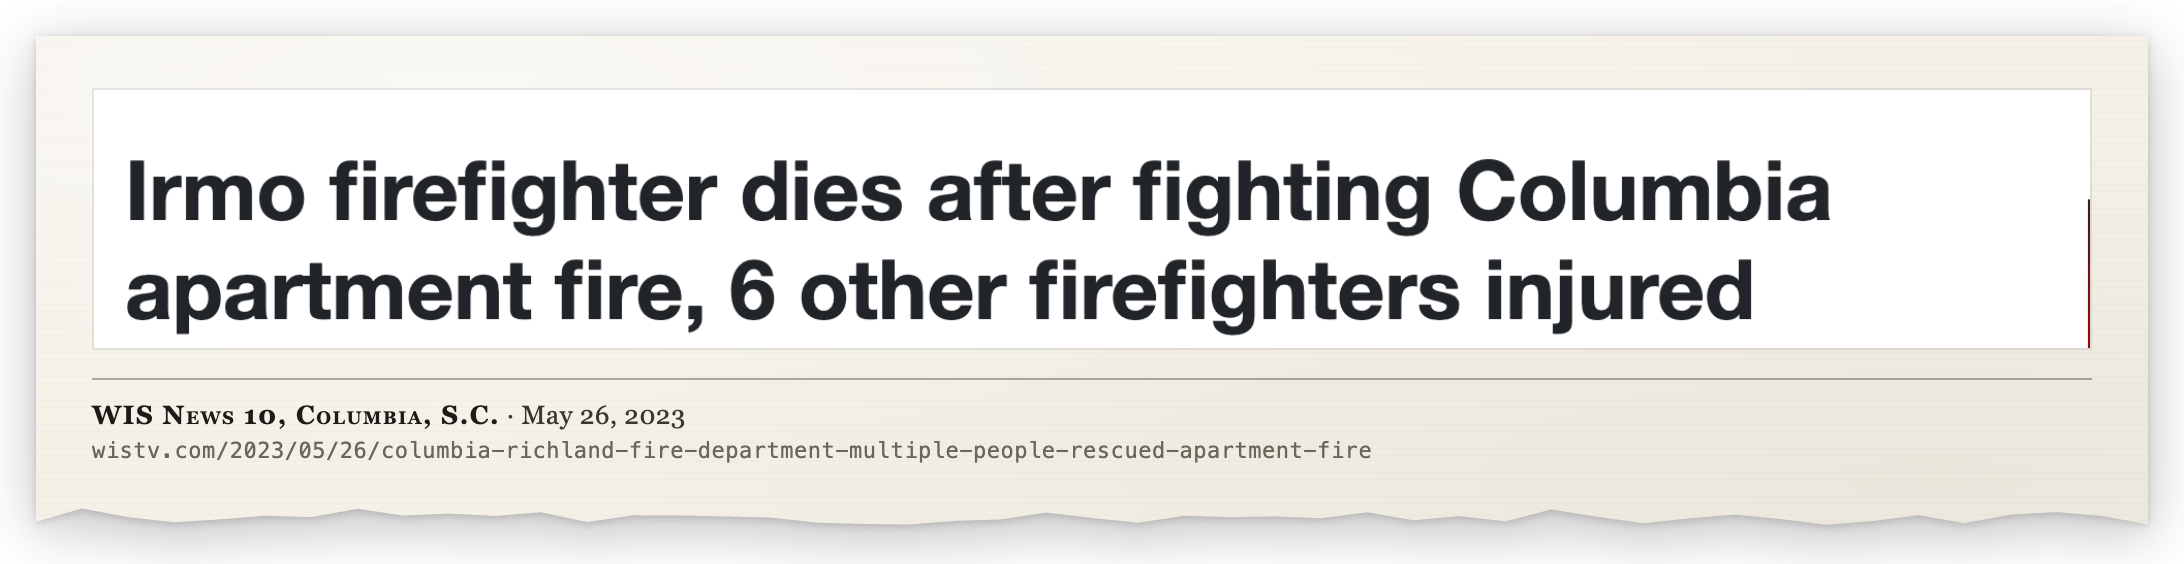 Irmo firefighter dies after fighting Columbia
apartment fire, 6 other firefighters injured
WIS News 10, Columbia, S.C. · May 26, 2023
wistv.com/2023/05/26/columbia-richland-fire-department-multiple-people-rescued-apartment-fire